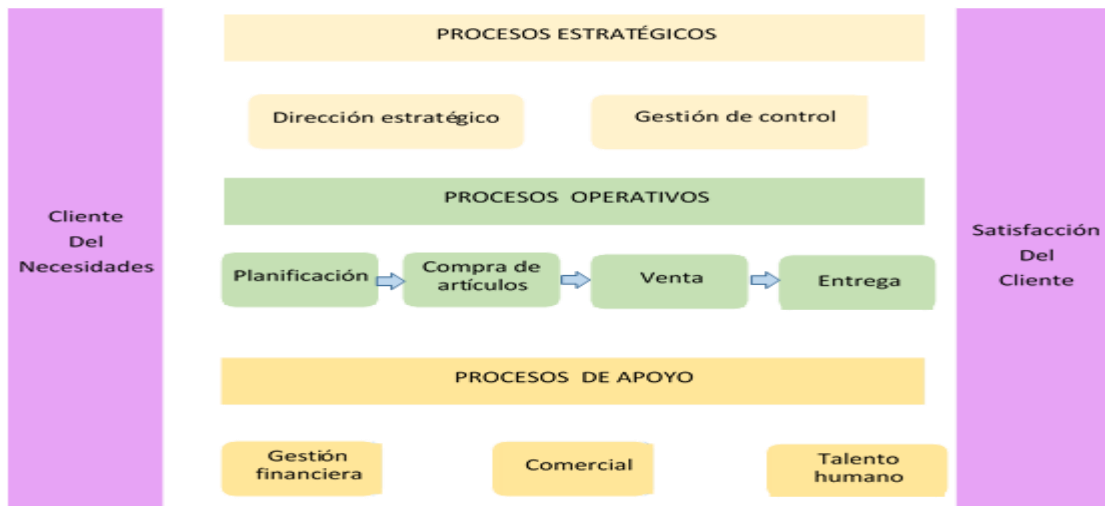 Cliente
Del
Necesidades
PROCESOS ESTRATÉGICOS
Dirección estratégico
Gestión de control
PROCESOS OPERATIVOS
Planificación
Compra de
artículos
Venta
Entrega
PROCESOS DE APOYO
Gestión
financiera
Comercial
Talento
humano
Satisfacción
Del
Cliente